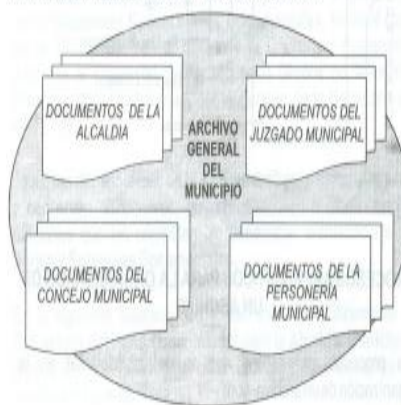 DOCUMENTOS DE LA
ALCALDIA
DOCUMENTOS DEL
JUZGADO MUNICIPAL
ARCHIVO
GENERAL
DEL
MUNICIPIO
DOCUMENTOS DEL
CONCEJO MUNICIPAL
DOCUMENTOS DE LA
PERSONERÍA
MUNICIPAL